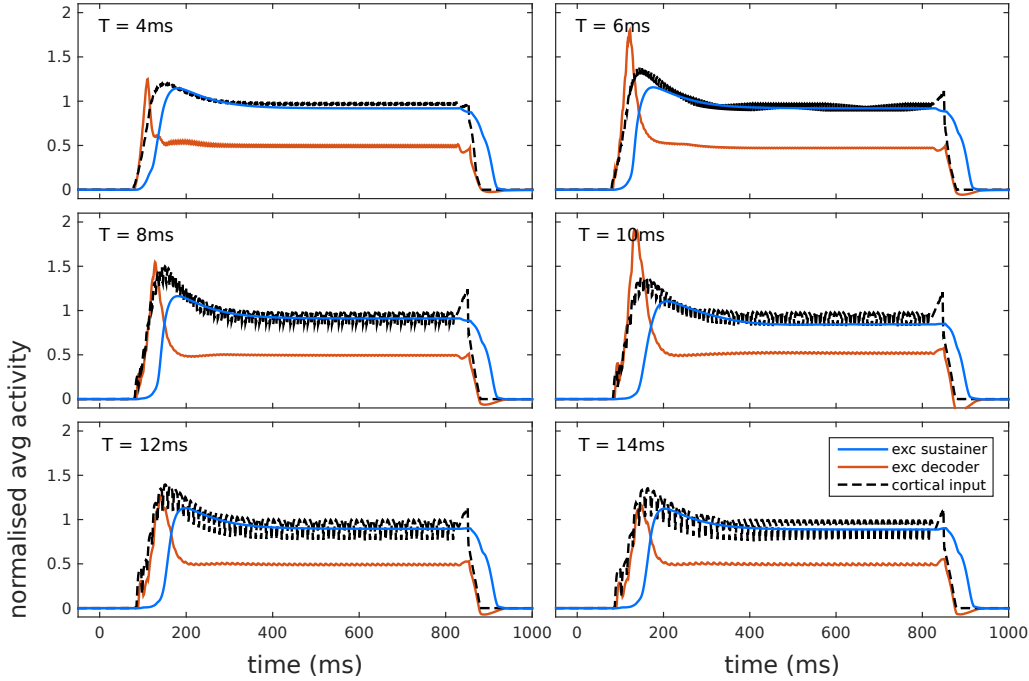 T = 4ms
T = 6ms
2
1.5
1
0.5
0
T = 8ms
T = 10ms
2
1.5
1
0.5
0
T = 12ms
T = 14ms
2
1.5
1
0.5
0
exc sustainer
exc decoder
cortical input
0 200 400 600 800 1000
0 200 400 600 800 1000
time (ms)
time (ms)
normalised avg activity